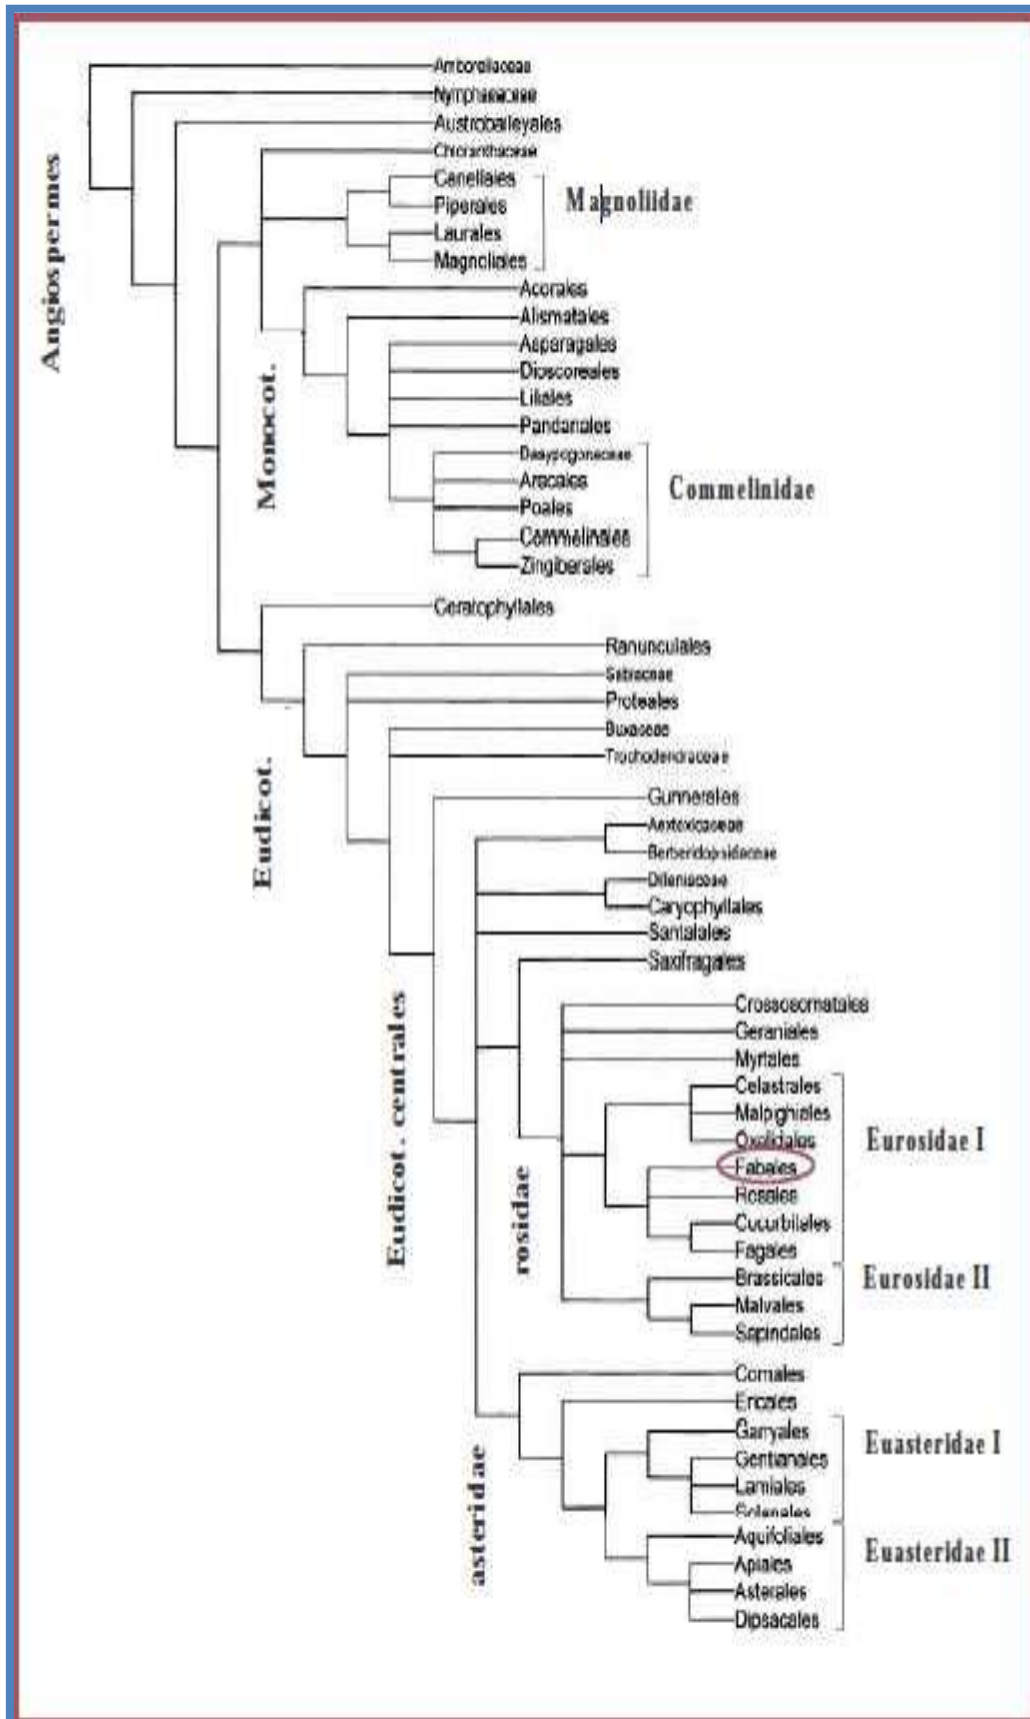 Angiospermes
Amborellaceae
Nymphaeaceae
Austrobaileyales
Chloranthaceae
Canellales
Piperales
Laurales
Magnoliales
Magnoliidae
Monocot.
Acorales
Alismatales
Asparagales
Dioscoreales
Liliales
Pandanales
Dasypogonaceae
Arecales
Poales
Commelinales
Zingiberales
Commelinidae
Ceratophyllales
Eudicot.
Ranunculales
Sabiaceae
Proteales
Buxaceae
Trochodendraceae
Eudicot. centrales
Gunnerales
Aextoxicaceae
Berberidopsidaceae
Dilleniaceae
Caryophyllales
Santalales
Saxifragales
rosidae
Crossosomatales
Geraniales
Myrtales
Celastrales
Malpighiales
Oxalidales
Fabales
Rosales
Cucurbitales
Fagales
Eurosidae I
Brassicales
Malvales
Sapindales
Eurosidae II
asteridae
Cornales
Ericales
Garryales
Gentianales
Lamiales
Solanales
Euasteridae I
Aquifoliales
Apiales
Asterales
Dipsacales
Euasteridae II